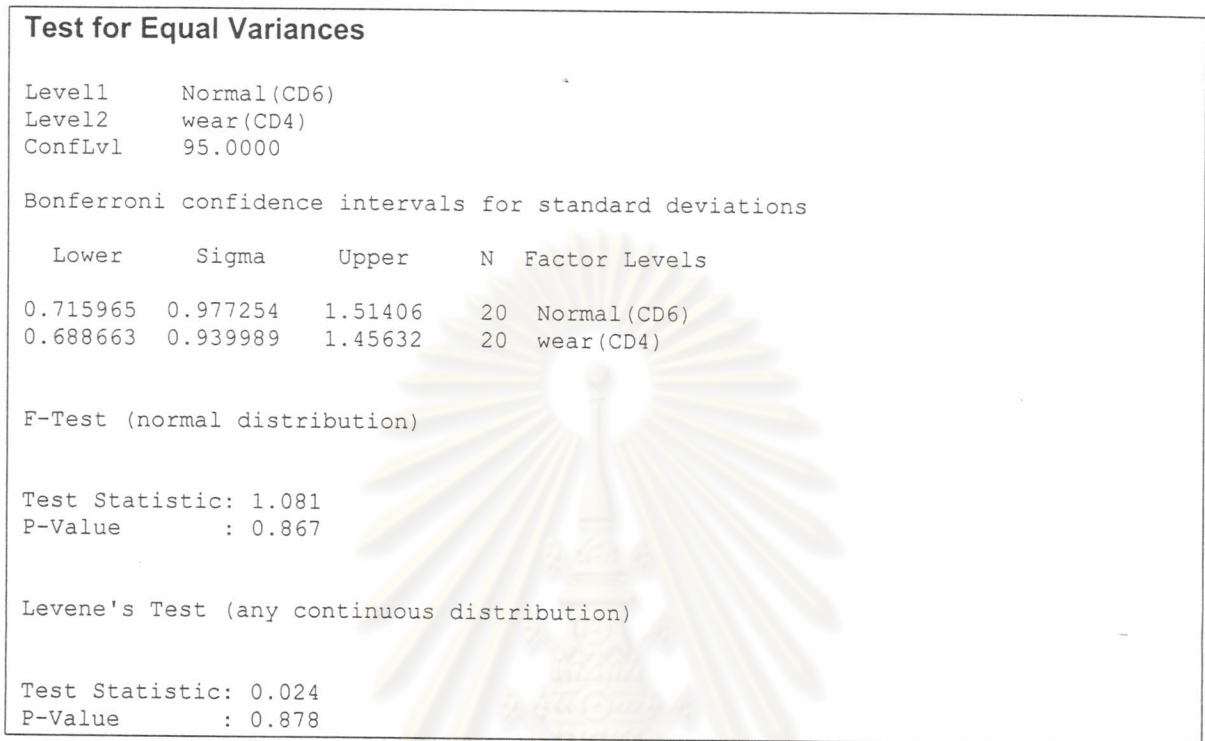 Test for Equal Variances
Level1 Normal(CD6)
Level2 wear(CD4)
ConfLvl 95.0000
Bonferroni confidence intervals for standard deviations
Lower Sigma Upper N Factor Levels
0.715965 0.977254 1.51406 20 Normal(CD6)
0.688663 0.939989 1.45632 20 wear(CD4)
F-Test (normal distribution)
Test Statistic: 1.081
P-Value : 0.867
Levene's Test (any continuous distribution)
Test Statistic: 0.024
P-Value : 0.878